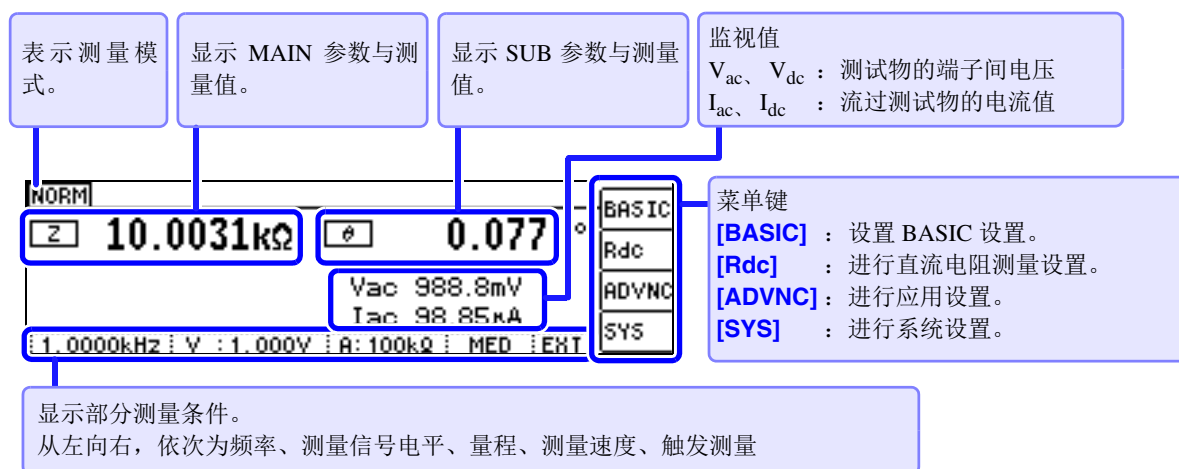 表示测量模
式。
显示 MAIN 参数与测
量值。
显示 SUB 参数与测量
值。
监视值
Vac、 Vdc ：测试物的端子间电压
Iac、 Idc ：流过测试物的电流值
NORM
Z 10.0031kΩ θ 0.077 °
Vac 988.8mV
Iac 98.85µA
1.0000kHz V :1.000V A:100kΩ MED EXT
BASIC
Rdc
ADVNC
SYS
菜单键
[BASIC] ：设置 BASIC 设置。
[Rdc] ：进行直流电阻测量设置。
[ADVNC]：进行应用设置。
[SYS] ：进行系统设置。
显示部分测量条件。
从左向右，依次为频率、测量信号电平、量程、测量速度、触发测量